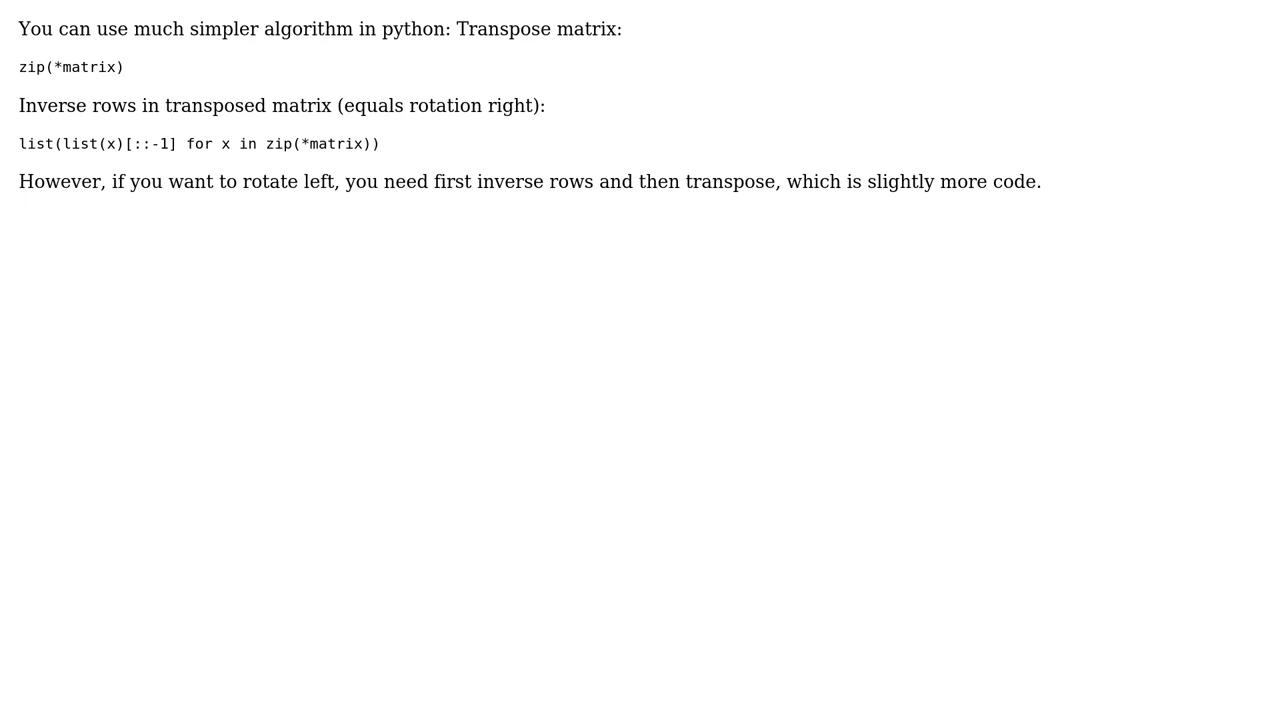 You can use much simpler algorithm in python: Transpose matrix:
zip(*matrix)
Inverse rows in transposed matrix (equals rotation right):
list(list(x)[::-1] for x in zip(*matrix))
However, if you want to rotate left, you need first inverse rows and then transpose, which is slightly more code.